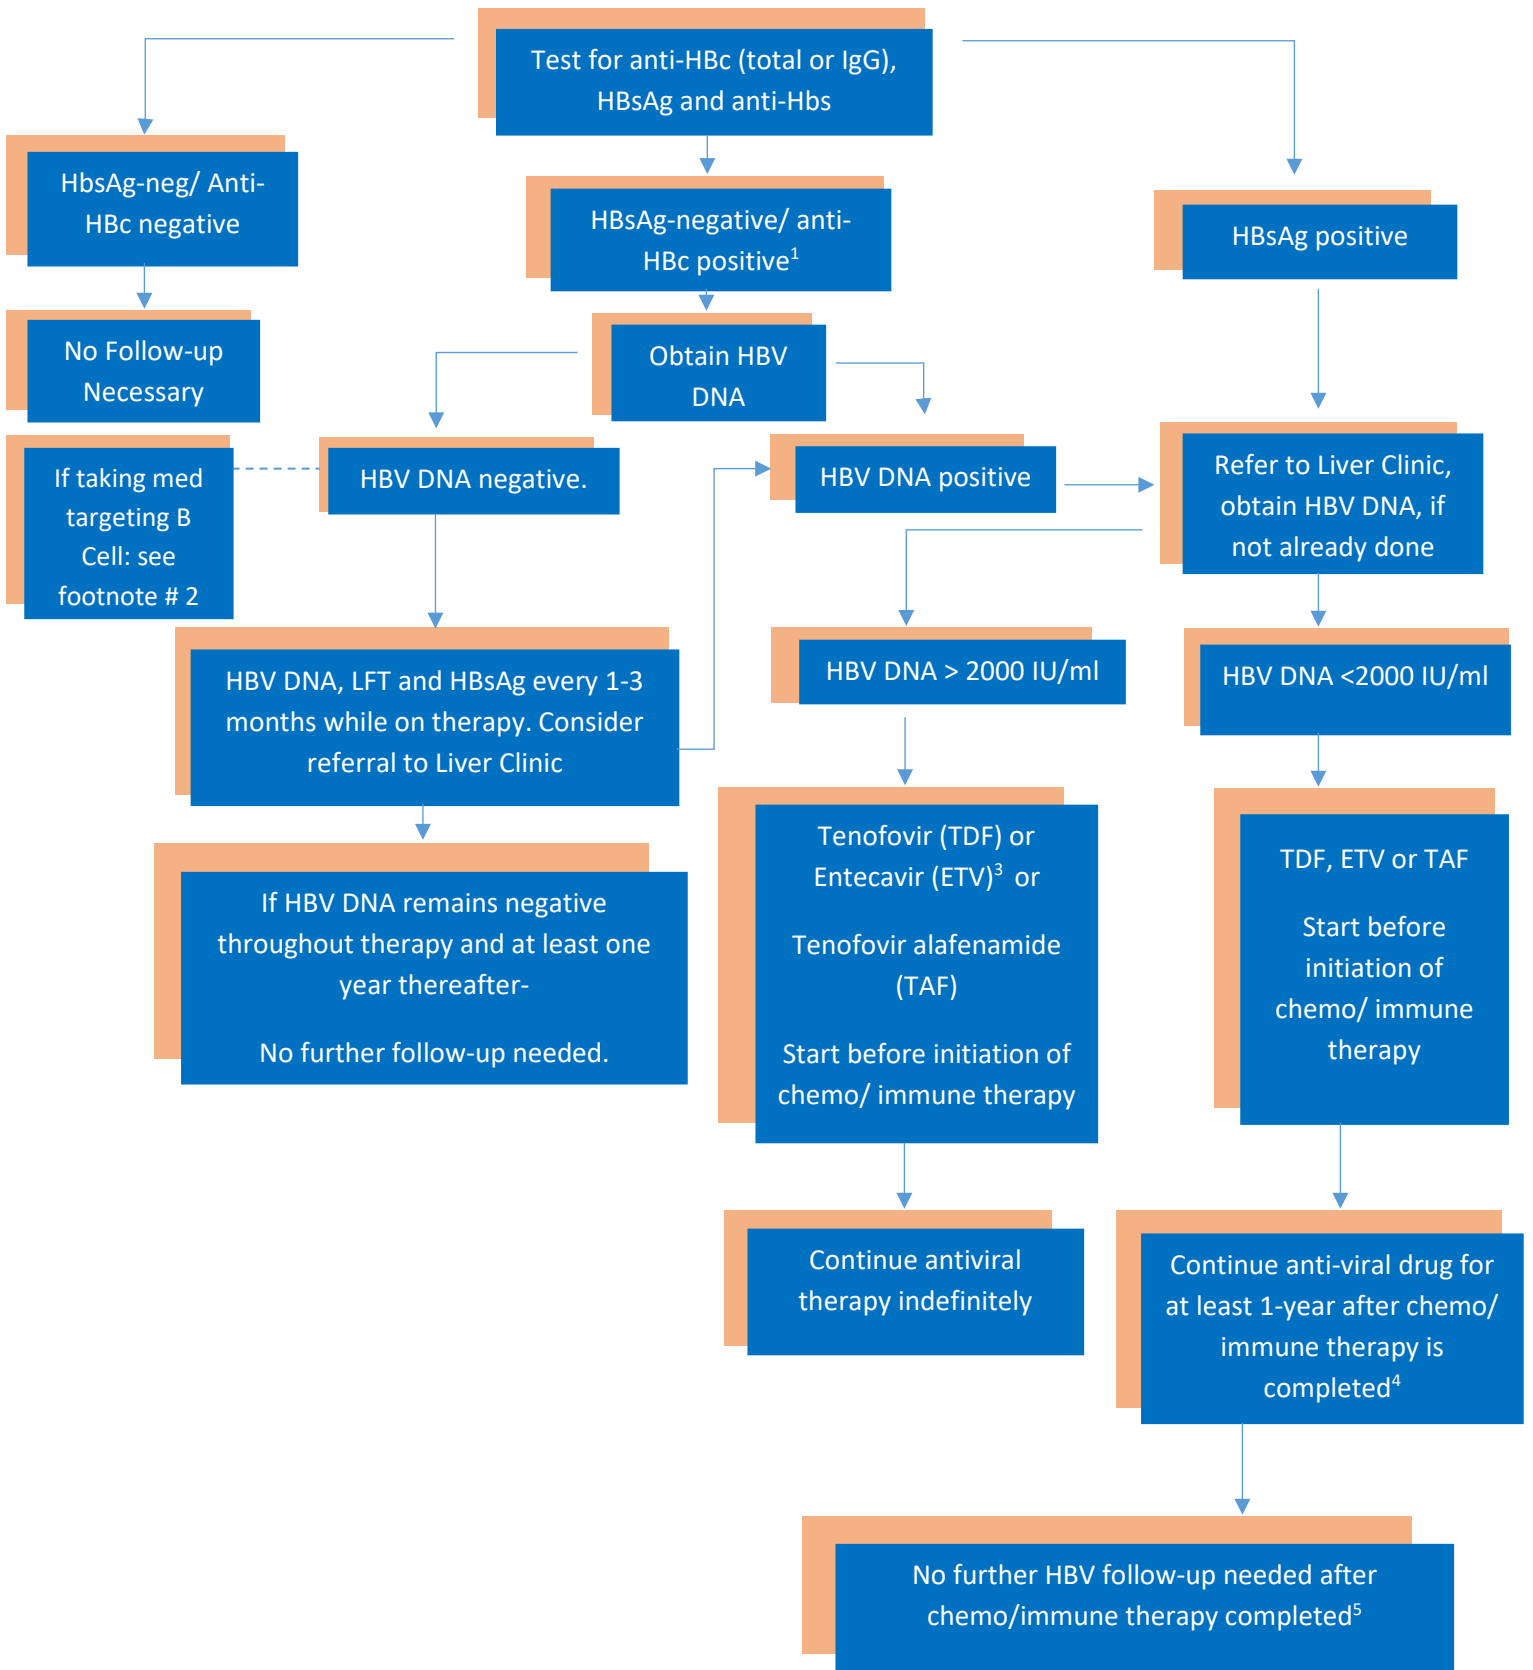 Test for anti-HBc (total or IgG),
HBsAg and anti-Hbs
HbsAg-neg/ Anti-
HBc negative
HBsAg-negative/ anti-
HBc positive1
HBsAg positive
No Follow-up
Necessary
Obtain HBV
DNA
If taking med
targeting B
Cell: see
footnote # 2
HBV DNA negative.
HBV DNA positive
Refer to Liver Clinic,
obtain HBV DNA, if
not already done
HBV DNA, LFT and HBsAg every 1-3
months while on therapy. Consider
referral to Liver Clinic
HBV DNA > 2000 IU/ml
HBV DNA <2000 IU/ml
If HBV DNA remains negative
throughout therapy and at least one
year thereafter-
No further follow-up needed.
Tenofovir (TDF) or
Entecavir (ETV)3 or
Tenofovir alafenamide
(TAF)
Start before initiation of
chemo/ immune therapy
TDF, ETV or TAF
Start before
initiation of
chemo/ immune
therapy
Continue antiviral
therapy indefinitely
Continue anti-viral drug for
at least 1-year after chemo/
immune therapy is
completed4
No further HBV follow-up needed after
chemo/immune therapy completed5